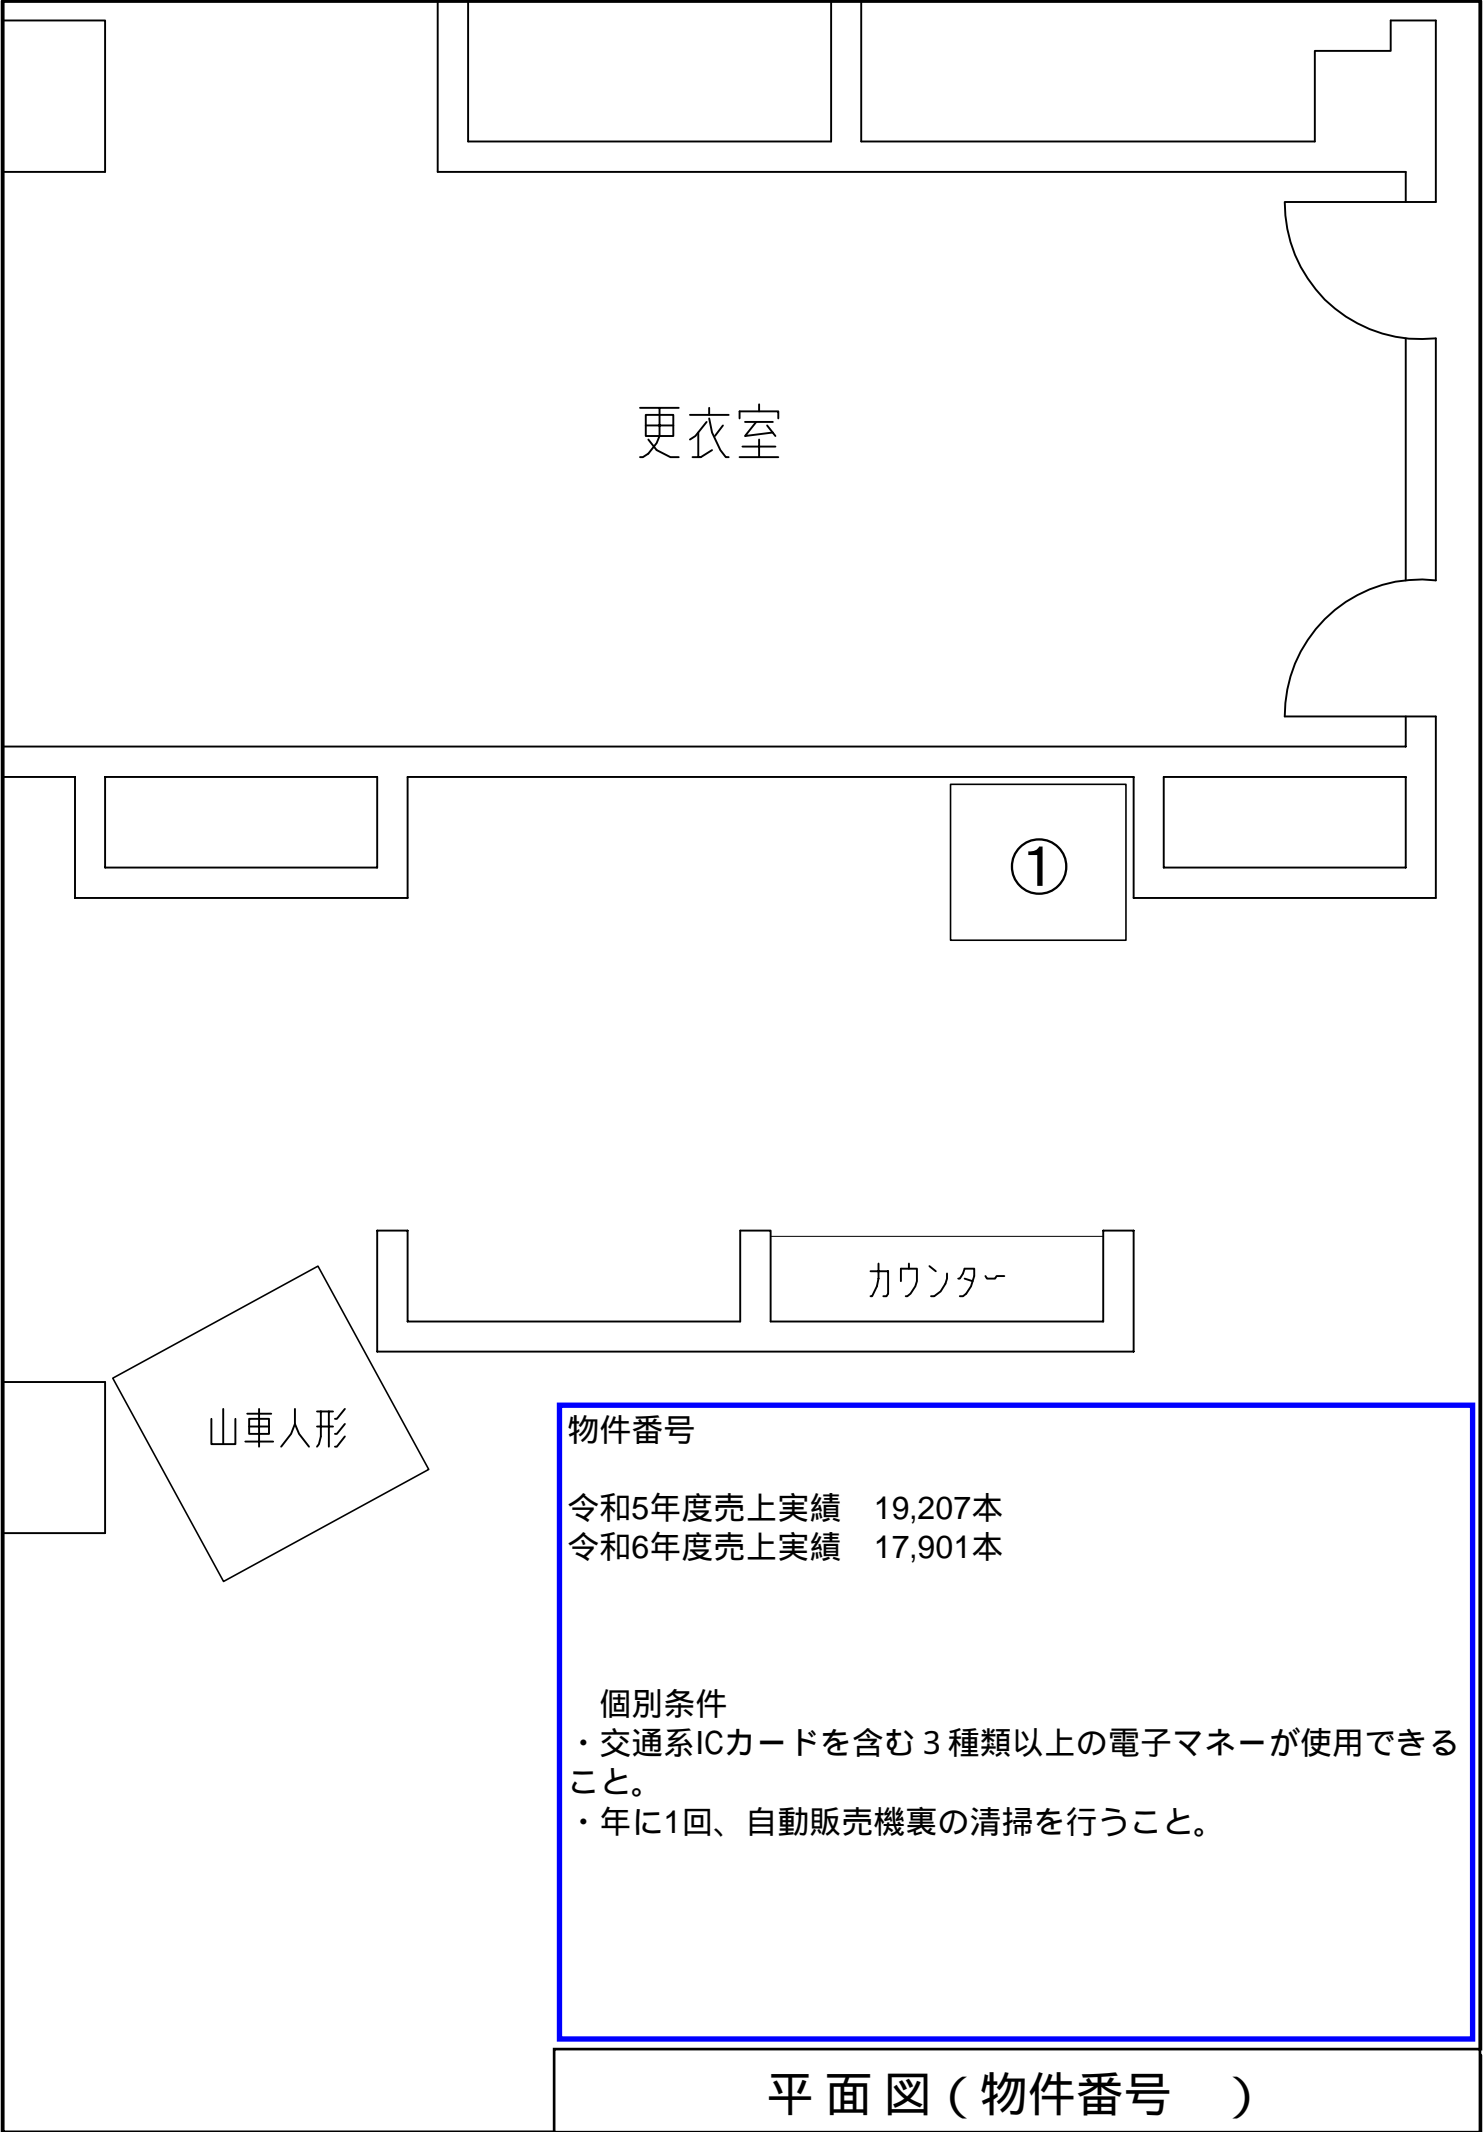 更衣室
①
カウンター
山車人形
物件番号
令和5年度売上実績　19,207本
令和6年度売上実績　17,901本
個別条件
・交通系ICカードを含む３種類以上の電子マネーが使用できる
こと。
・年に1回、自動販売機裏の清掃を行うこと。
平 面 図（物件番号　）